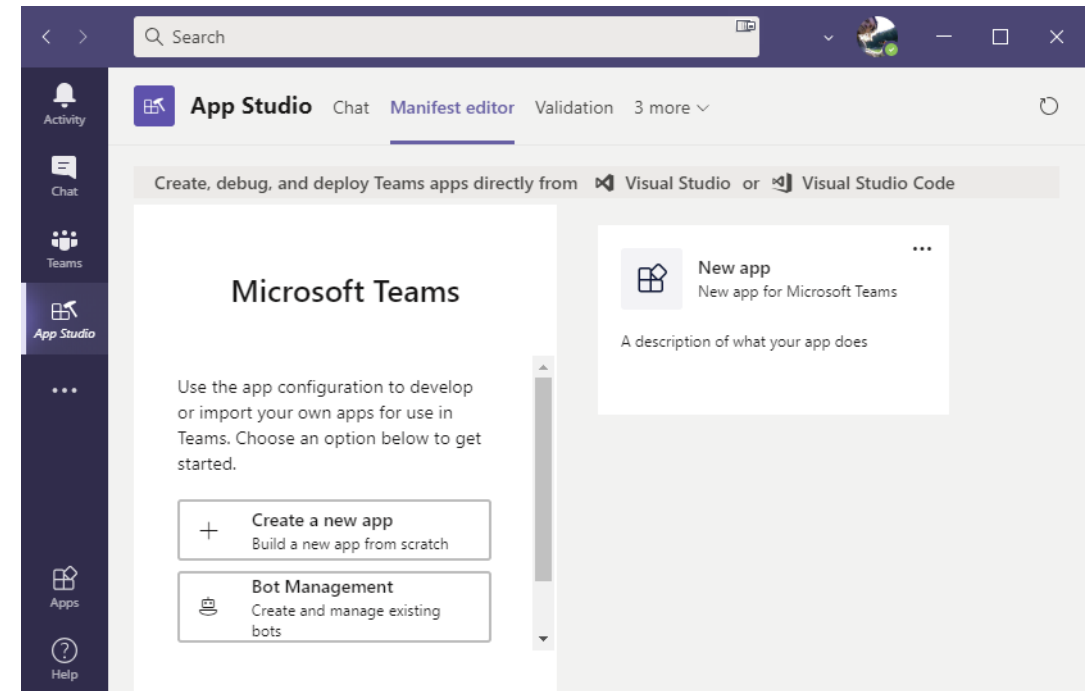 Search
Activity
Chat
Teams
App Studio
Apps
Help
App Studio Chat Manifest editor Validation 3 more
Create, debug, and deploy Teams apps directly from Visual Studio or Visual Studio Code
Microsoft Teams
Use the app configuration to develop
or import your own apps for use in
Teams. Choose an option below to get
started.
Create a new app
Build a new app from scratch
Bot Management
Create and manage existing
bots
New app
New app for Microsoft Teams
A description of what your app does